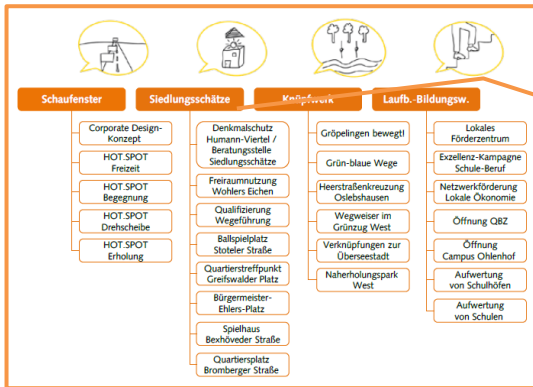 Schaufenster
Corporate Design-
Konzept
HOT.SPOT
Freizeit
HOT.SPOT
Begegnung
HOT.SPOT
Drehscheibe
HOT.SPOT
Erholung
Siedlungsschätze
Denkmalschutz
Humann-Viertel /
Beratungsstelle
Siedlungsschätze
Freiraumnutzung
Wohlers Eichen
Qualifizierung
Wegeführung
Ballspielplatz
Stoteler Straße
Quartierstreffpunkt
Greifswalder Platz
Bürgermeister-
Ehlers-Platz
Spielhaus
Bexhöveder Straße
Quartiersplatz
Bromberger Straße
Knüpfwerk
Gröpelingen bewegt!
Grün-blaue Wege
Heerstraßenkreuzung
Oslebshausen
Wegweiser im
Grünzug West
Verknüpfungen zur
Überseestadt
Naherholungspark
West
Laufb.-Bildungsw.
Lokales
Förderzentrum
Exzellenz-Kampagne
Schule-Beruf
Netzwerkförderung
Lokale Ökonomie
Öffnung QBZ
Öffnung
Campus Ohlenhof
Aufwertung
von Schulhöfen
Aufwertung
von Schulen